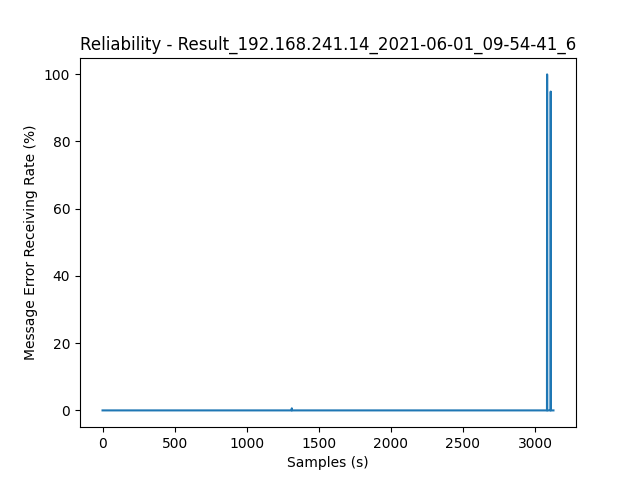 Reliability - Result_192.168.241.14_2021-06-01_09-54-41_6
100
80
60
40
20
0
Message Error Receiving Rate (%)
0 500 1000 1500 2000 2500 3000
Samples (s)